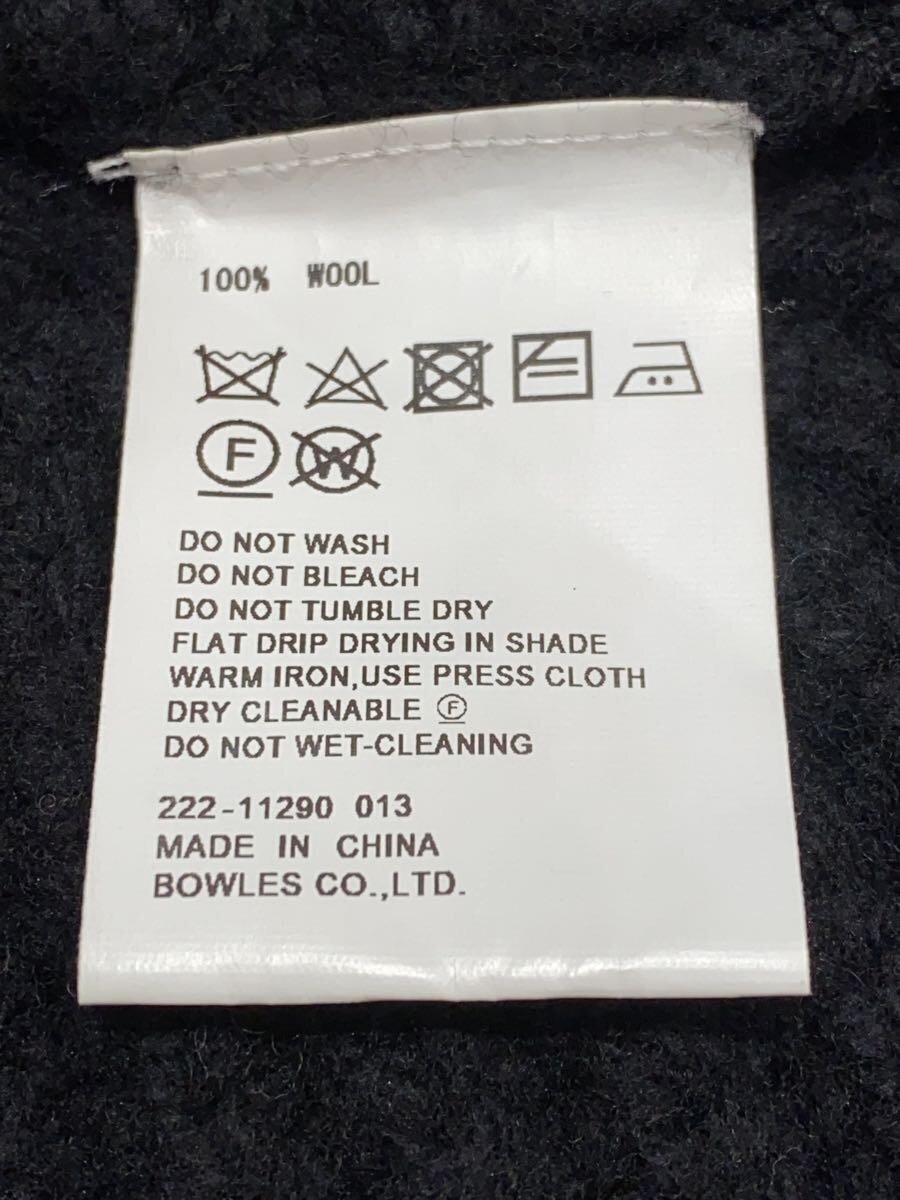 100% WOOL
F W
DO NOT WASH
DO NOT BLEACH
DO NOT TUMBLE DRY
FLAT DRIP DRYING IN SHADE
WARM IRON,USE PRESS CLOTH
DRY CLEANABLE Ⓕ
DO NOT WET-CLEANING
222-11290 013
MADE IN CHINA
BOWLES CO.,LTD.